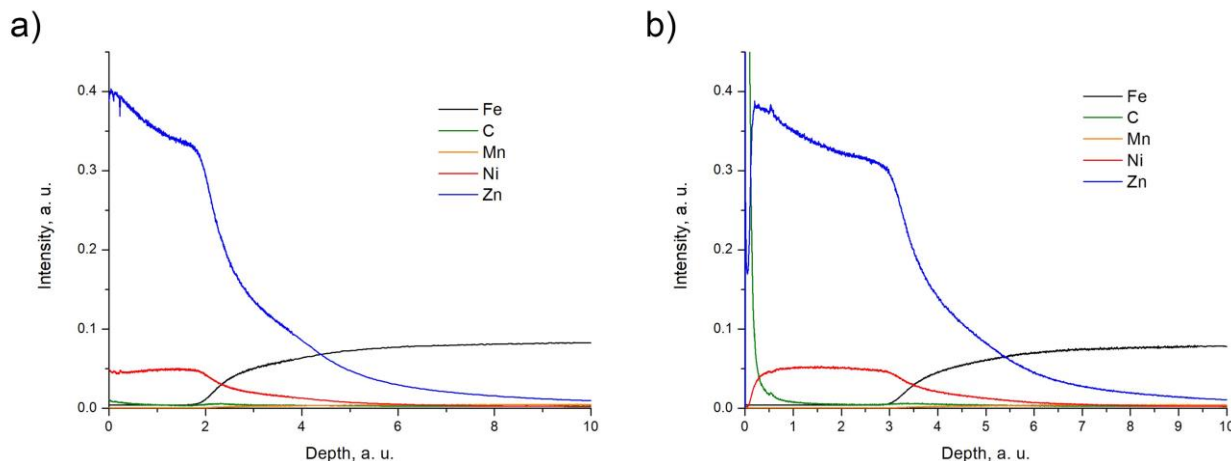 a)
0.4
0.3
0.2
0.1
0.0
Intensity, a. u.
Fe
C
Mn
Ni
Zn
0 2 4 6 8 10
Depth, a. u.
b)
0.4
0.3
0.2
0.1
0.0
Intensity, a. u.
Fe
C
Mn
Ni
Zn
0 1 2 3 4 5 6 7 8 9 10
Depth, a. u.